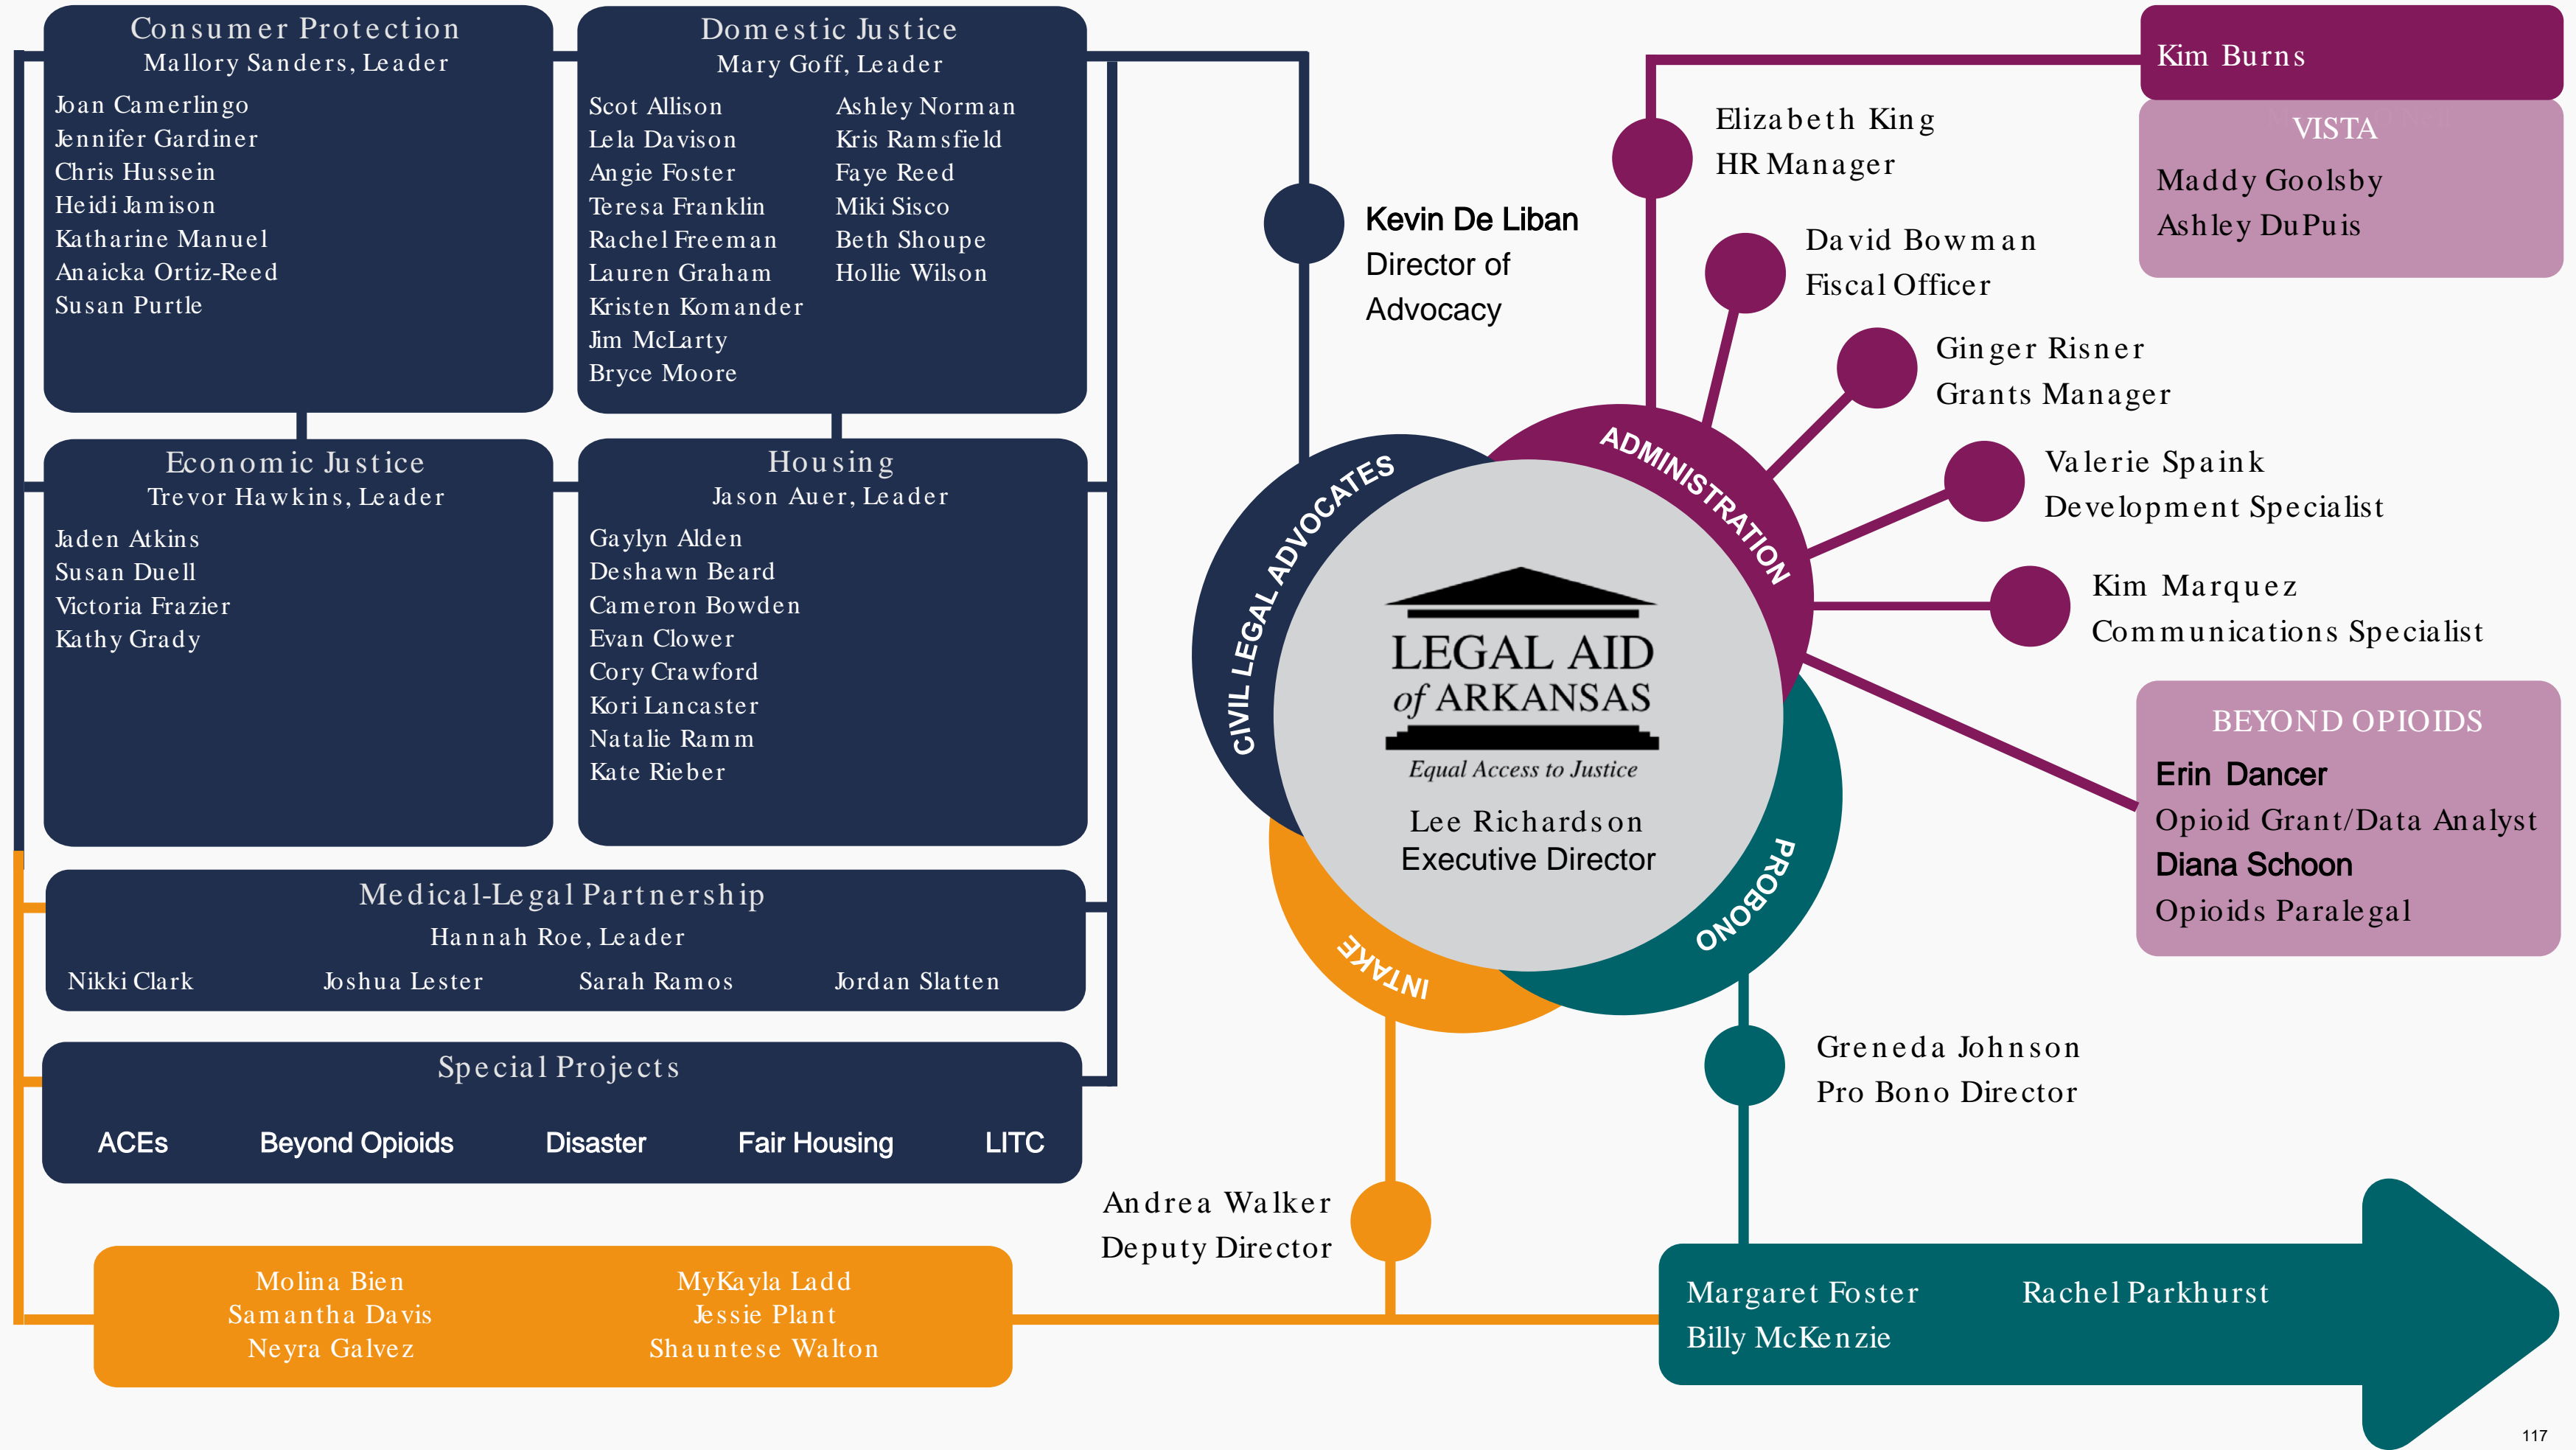 Consumer Protection
Mallory Sanders, Leader
Joan Camerlingo
Jennifer Gardiner
Chris Hussein
Heidi Jamison
Katharine Manuel
Anaicka Ortiz-Reed
Susan Purtle
Domestic Justice
Mary Goff, Leader
Scot Allison
Lela Davison
Angie Foster
Teresa Franklin
Rachel Freeman
Lauren Graham
Kristen Komander
Jim McLarty
Bryce Moore
Ashley Norman
Kris Ramsfield
Faye Reed
Miki Sisco
Beth Shoupe
Hollie Wilson
Economic Justice
Trevor Hawkins, Leader
Jaden Atkins
Susan Duell
Victoria Frazier
Kathy Grady
Housing
Jason Auer, Leader
Gaylyn Alden
Deshawn Beard
Cameron Bowden
Evan Clower
Cory Crawford
Kori Lancaster
Natalie Ramm
Kate Rieber
Medical-Legal Partnership
Hannah Roe, Leader
Nikki Clark Joshua Lester Sarah Ramos Jordan Slatten
Special Projects
ACEs Beyond Opioids Disaster Fair Housing LITC
Molina Bien
Samantha Davis
Neyra Galvez
MyKayla Ladd
Jessie Plant
Shauntese Walton
Kevin De Liban
Director of
Advocacy
CIVIL LEGAL ADVOCATES
ADMINISTRATION
PROBONO
INTAKE
LEGAL AID
of ARKANSAS
Equal Access to Justice
Lee Richardson
Executive Director
Andrea Walker
Deputy Director
Elizabeth King
HR Manager
David Bowman
Fiscal Officer
Ginger Risner
Grants Manager
Valerie Spaink
Development Specialist
Kim Marquez
Communications Specialist
Kim Burns
VISTA
Maddy Goolsby
Ashley DuPuis
BEYOND OPIOIDS
Erin Dancer
Opioid Grant/Data Analyst
Diana Schoon
Opioids Paralegal
Greneda Johnson
Pro Bono Director
Margaret Foster Rachel Parkhurst
Billy McKenzie
117